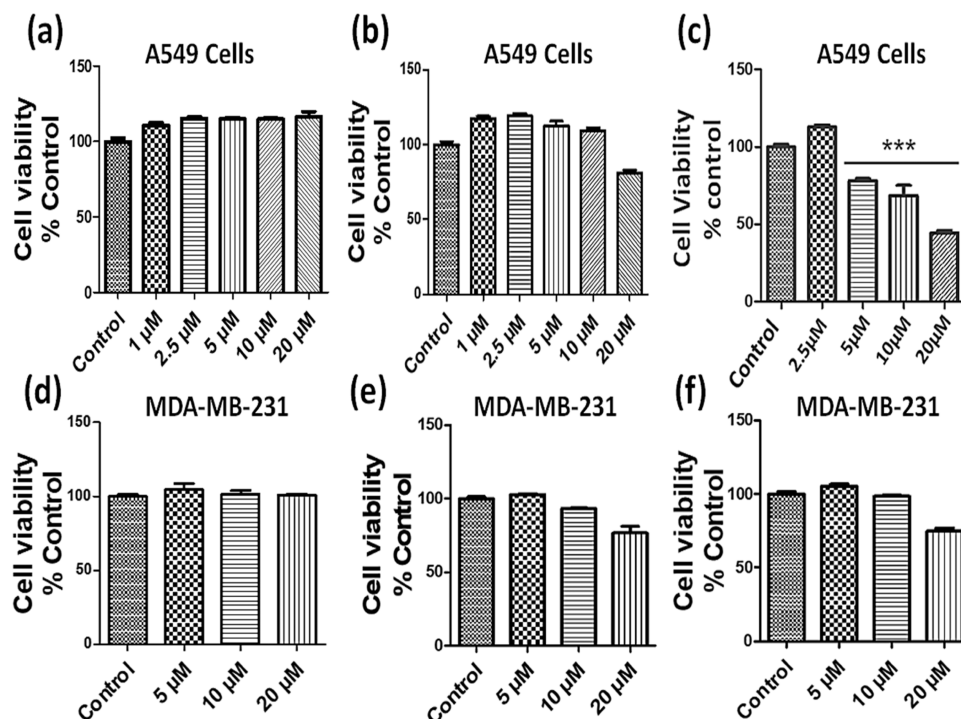 (a)
A549 Cells
Cell viability
% Control
150
100
50
0
Control
1 µM
2.5 µM
5 µM
10 µM
20 µM
(b)
A549 Cells
Cell viability
% Control
150
100
50
0
Control
1 µM
2.5 µM
5 µM
10 µM
20 µM
(c)
A549 Cells
Cell Viability
% control
150
100
50
0
***
Control
2.5µM
5µM
10µM
20µM
(d)
MDA-MB-231
Cell viability
% Control
150
100
50
0
Control
5 µM
10 µM
20 µM
(e)
MDA-MB-231
Cell viability
% Control
150
100
50
0
Control
5 µM
10 µM
20 µM
(f)
MDA-MB-231
Cell viability
% Control
150
100
50
0
Control
5 µM
10 µM
20 µM